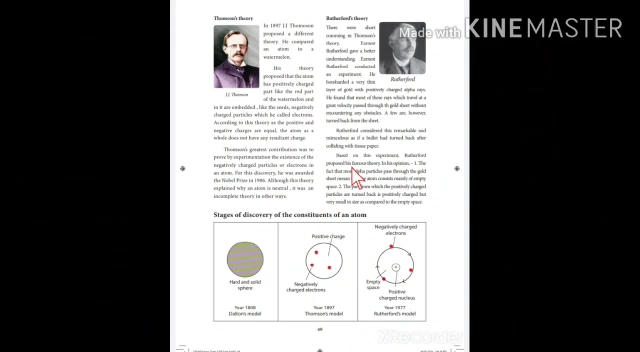 Thomson's theory
In 1897 J.J Thomoson
proposed a different
theory. He compared
an atom to a
watermelon.
His theory
proposed that the atom
has positively charged
part like the red part
of the watermelon and
in it are embedded, like the seeds, negatively
charged particles which he called electrons.
According to this theory as the positive and
negative charges are equal, the atom as a
whole does not have any resultant charge.
J.J. Thomson
Thomson's greatest contribution was to
prove by experimentation the existence of the
negatively charged particles or electrons in
an atom. For this discovery, he was awarded
the Nobel Prize in 1906. Although this theory
explained why an atom is neutral, it was an
incomplete theory in other ways.
Rutherford's theory
There were short
comming in Thomson's
theory. Earnest
Rutherford gave a better
understanding. Earnest
Rutherford conducted
an experiment. He
bombarded a very thin
layer of gold with positively charged alpha rays.
He found that most of these rays which travel at a
great velocity passed through th gold sheet without
encountering any obstacles. A few are, however,
turned back from the sheet.
Rutherford
Rutherford considered this remarkable and
miraculous as if a bullet had turned back after
colliding with tissue paper.
Based on this experiment, Rutherford
proposed his famous theory. In his opinion, - 1. The
fact that most particles pass through the gold
sheet means atom consists mainly of empty
space. 2. The from which the positively charged
particles are turned back is positively charged but
very small in size as compared to the empty space.
Stages of discovery of the constituents of an atom
Hard and solid
sphere
Year 1808
Dalton's model
Positive charge
Negatively
charged electrons
Year 1897
Thomson's model
Negatively charged
electrons
Empty
space
Positive
charged nucleus
Year 1977
Rutherford's model
69
Made with KINEMASTER
XRecorder